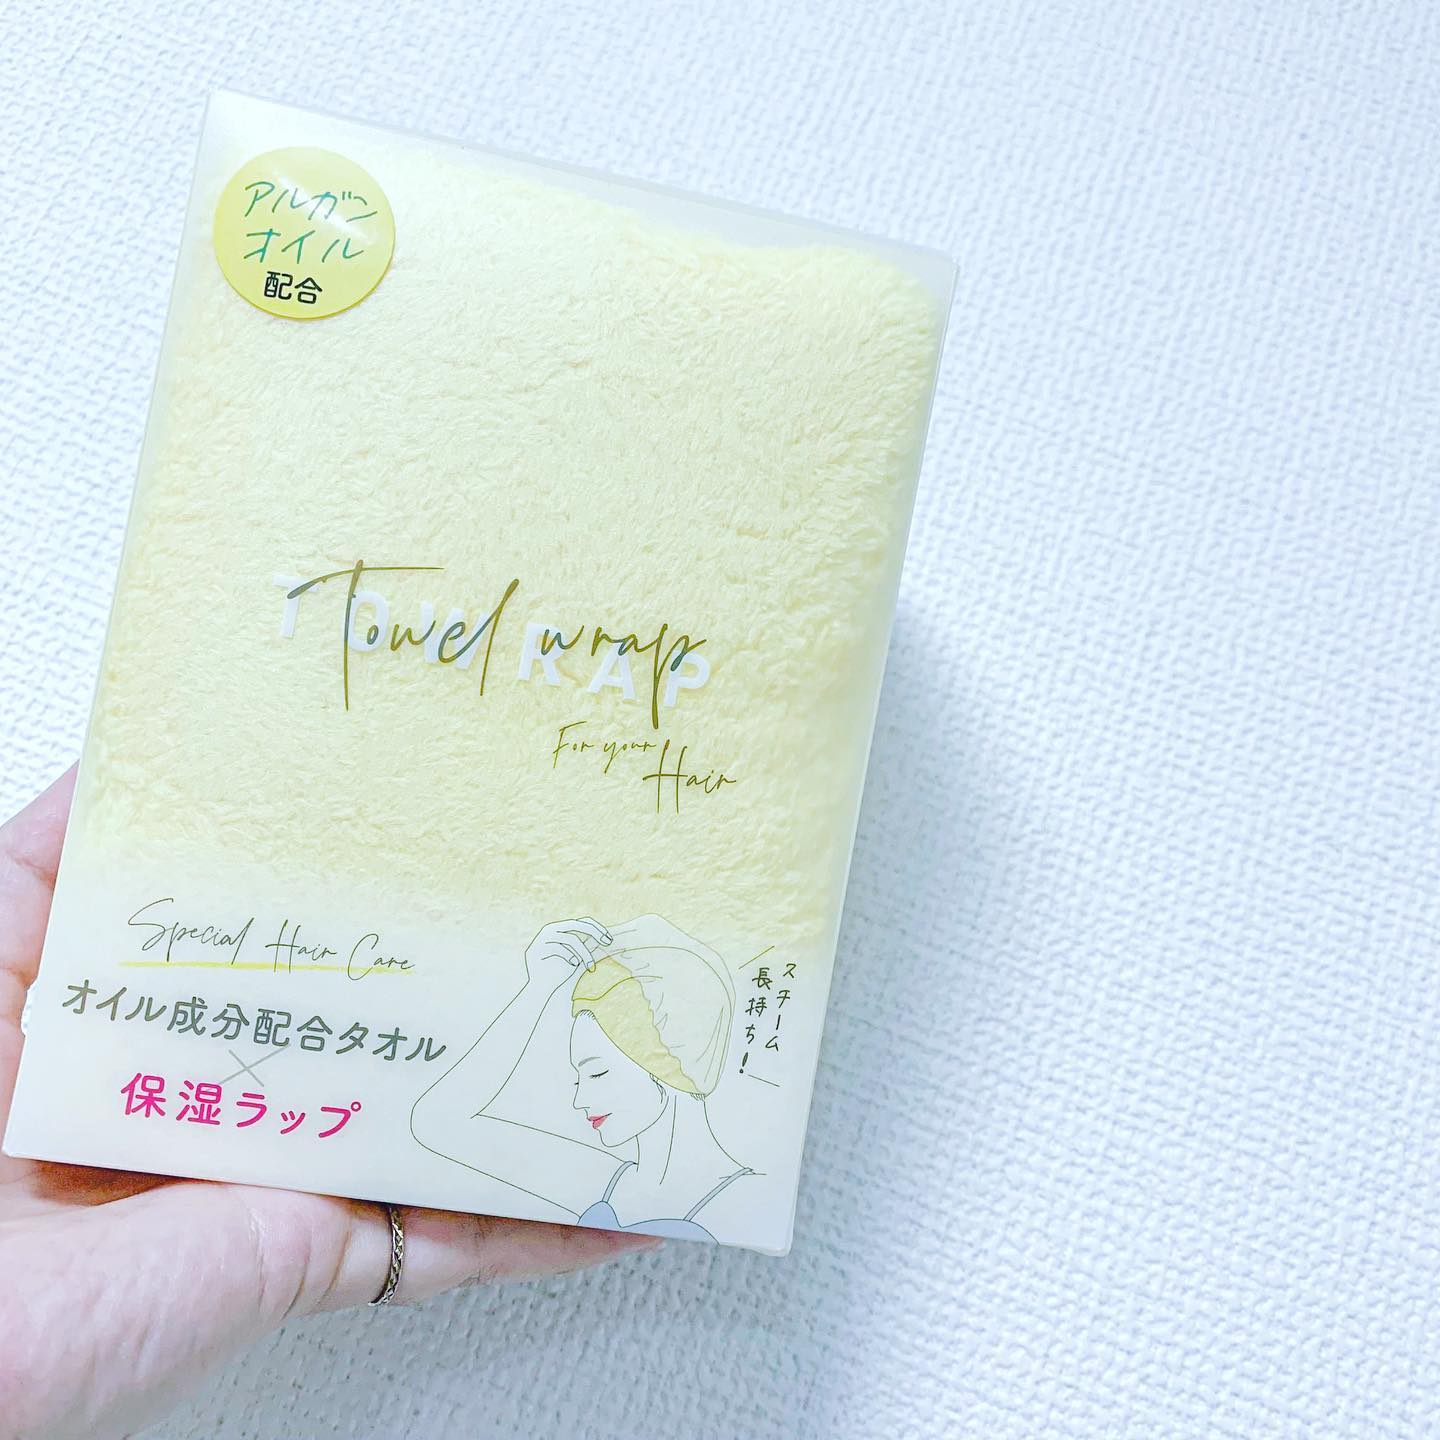 アルガン
オイル
配合
TOWRAP
Towel wrap
For your
Hair
Special Hair Care
オイル成分配合タオル
×
保湿ラップ
スチーム
長持ち!